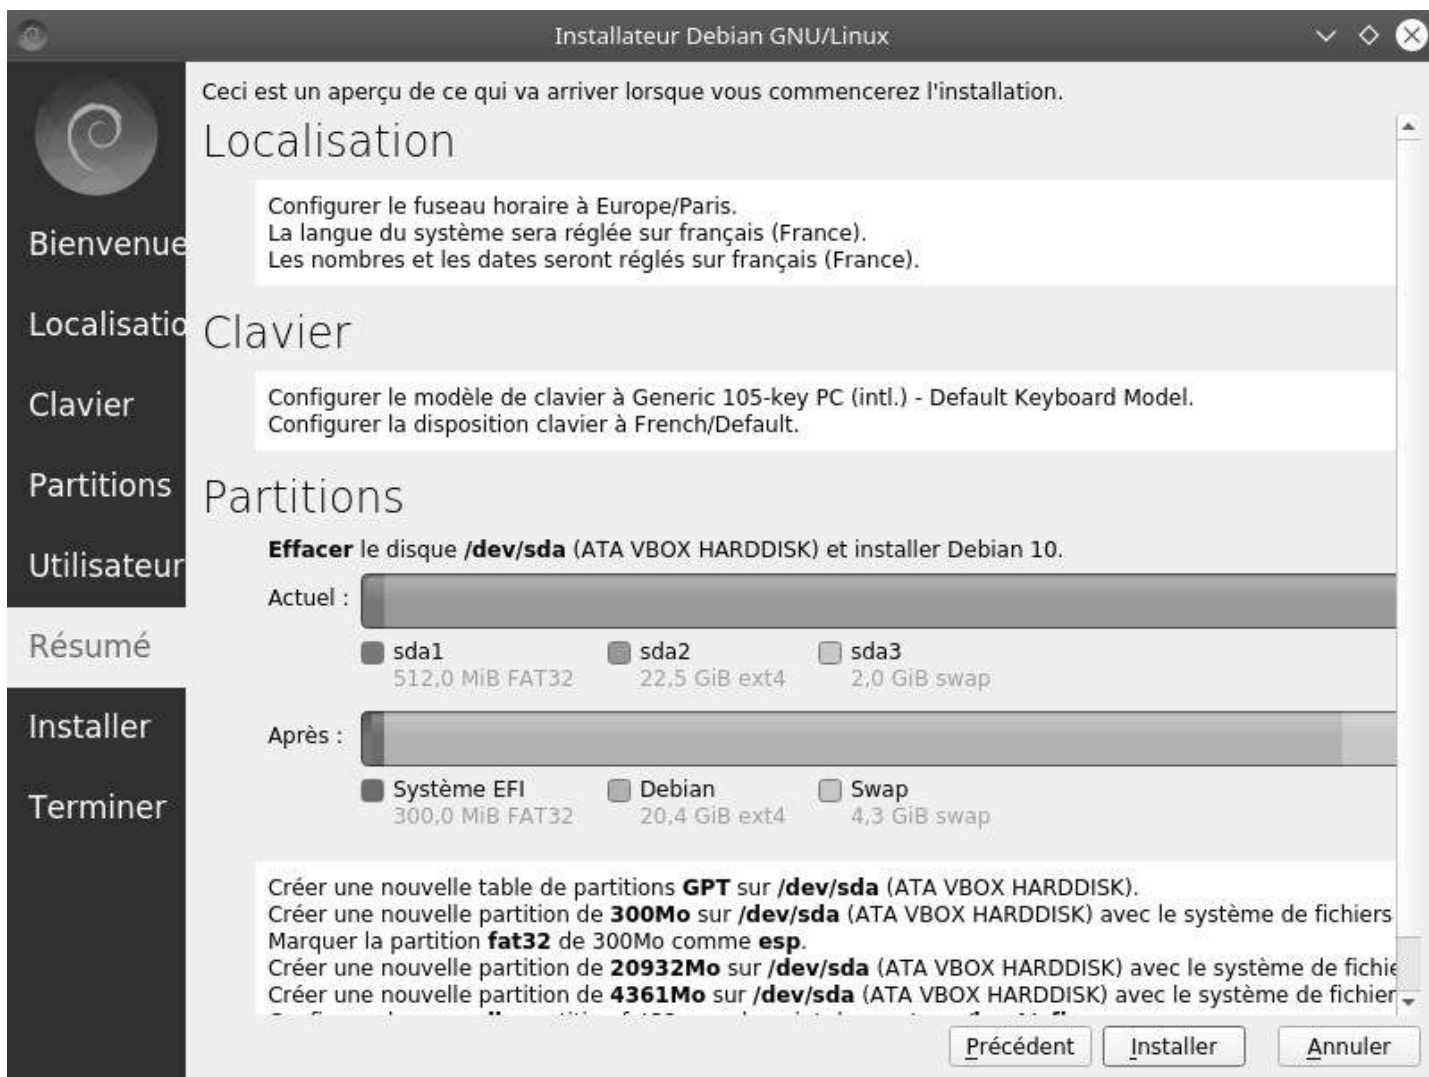 Installateur Debian GNU/Linux
Ceci est un aperçu de ce qui va arriver lorsque vous commencerez l'installation.
Bienvenue
Localisatio
Clavier
Partitions
Utilisateur
Résumé
Installer
Terminer
Localisation
Configurer le fuseau horaire à Europe/Paris.
La langue du système sera réglée sur français (France).
Les nombres et les dates seront réglés sur français (France).
Clavier
Configurer le modèle de clavier à Generic 105-key PC (intl.) - Default Keyboard Model.
Configurer la disposition clavier à French/Default.
Partitions
Effacer le disque /dev/sda (ATA VBOX HARDDISK) et installer Debian 10.
Actuel :
sda1 sda2 sda3
512,0 MiB FAT32 22,5 GiB ext4 2,0 GiB swap
Après :
Système EFI Debian Swap
300,0 MiB FAT32 20,4 GiB ext4 4,3 GiB swap
Créer une nouvelle table de partitions GPT sur /dev/sda (ATA VBOX HARDDISK).
Créer une nouvelle partition de 300Mo sur /dev/sda (ATA VBOX HARDDISK) avec le système de fichiers
Marquer la partition fat32 de 300Mo comme esp.
Créer une nouvelle partition de 20932Mo sur /dev/sda (ATA VBOX HARDDISK) avec le système de fichie
Créer une nouvelle partition de 4361Mo sur /dev/sda (ATA VBOX HARDDISK) avec le système de fichier
Précédent Installer Annuler